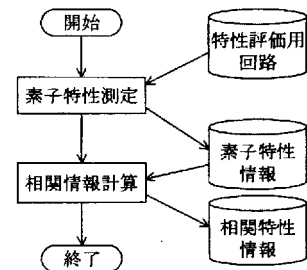 開始
特性評価用
回路
素子特性測定
素子特性
情報
相関情報計算
相関特性
情報
終了